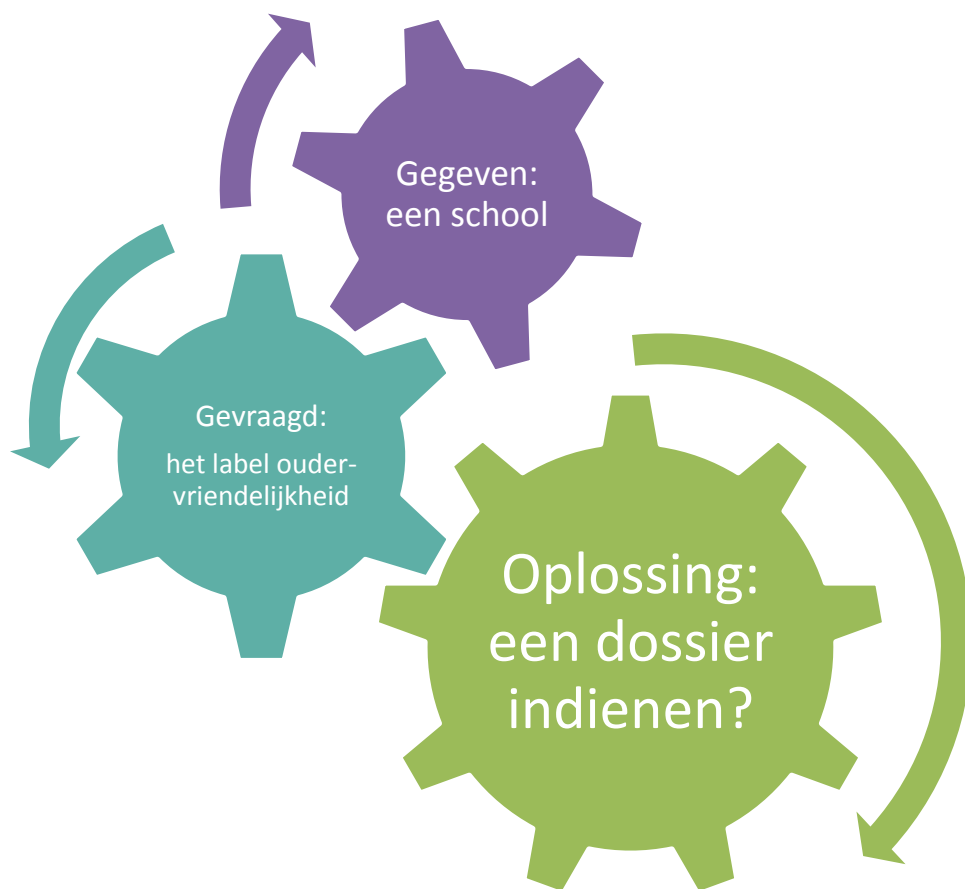 Gegeven:
een school
Gevraagd:
het label ouder-
vriendelijkheid
Oplossing:
een dossier
indienen?